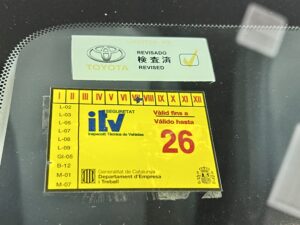 REVISADO
検査済
TOYOTA
REVISED
I II III IV V VI VII VIII IX X XI XII
L-02
L-03
L-05
L-07
L-08
L-09
GI-05
B-12
M-01
M-07
SEGURETAT
itv
Inspecció Tècnica de Vehicles
Vàlid fins a
Válido hasta
26
Generalitat de Catalunya
Departament d'Empresa
i Treball